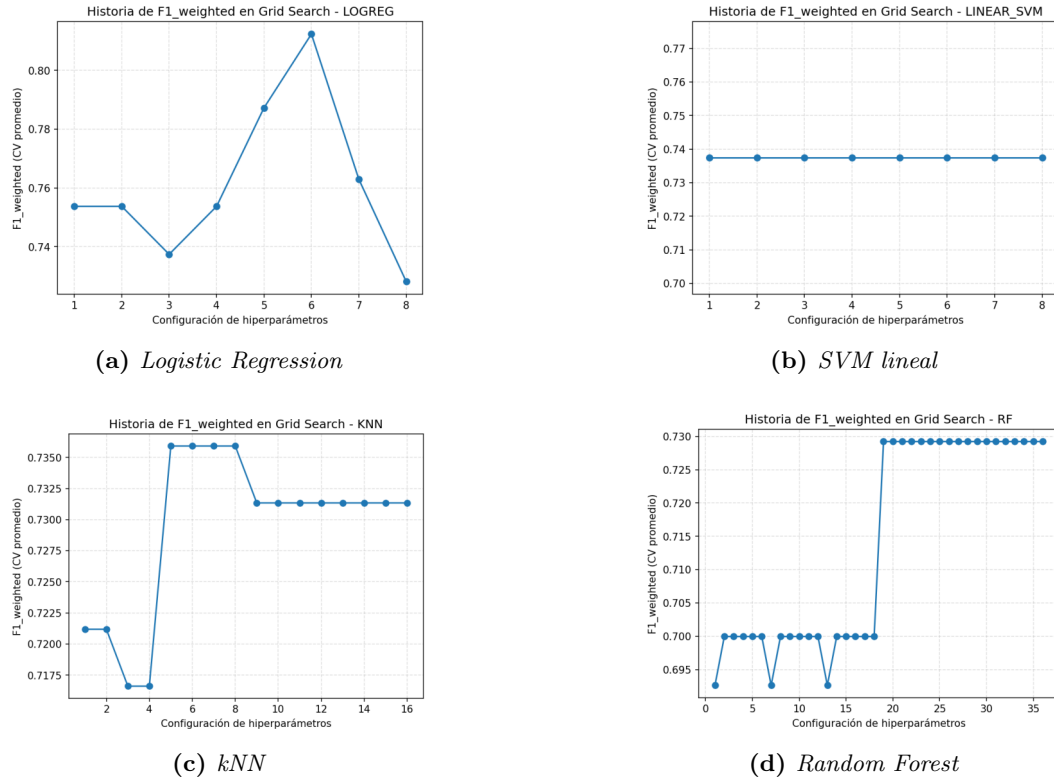 Historia de F1_weighted en Grid Search - LOGREG
0.80
0.78
0.76
0.74
F1_weighted (CV promedio)
1 2 3 4 5 6 7 8
Configuración de hiperparámetros
(a) Logistic Regression
Historia de F1_weighted en Grid Search - LINEAR_SVM
0.77
0.76
0.75
0.74
0.73
0.72
0.71
0.70
F1_weighted (CV promedio)
1 2 3 4 5 6 7 8
Configuración de hiperparámetros
(b) SVM lineal
Historia de F1_weighted en Grid Search - KNN
0.7350
0.7325
0.7300
0.7275
0.7250
0.7225
0.7200
0.7175
F1_weighted (CV promedio)
2 4 6 8 10 12 14 16
Configuración de hiperparámetros
(c) kNN
Historia de F1_weighted en Grid Search - RF
0.730
0.725
0.720
0.715
0.710
0.705
0.700
0.695
F1_weighted (CV promedio)
0 5 10 15 20 25 30 35
Configuración de hiperparámetros
(d) Random Forest